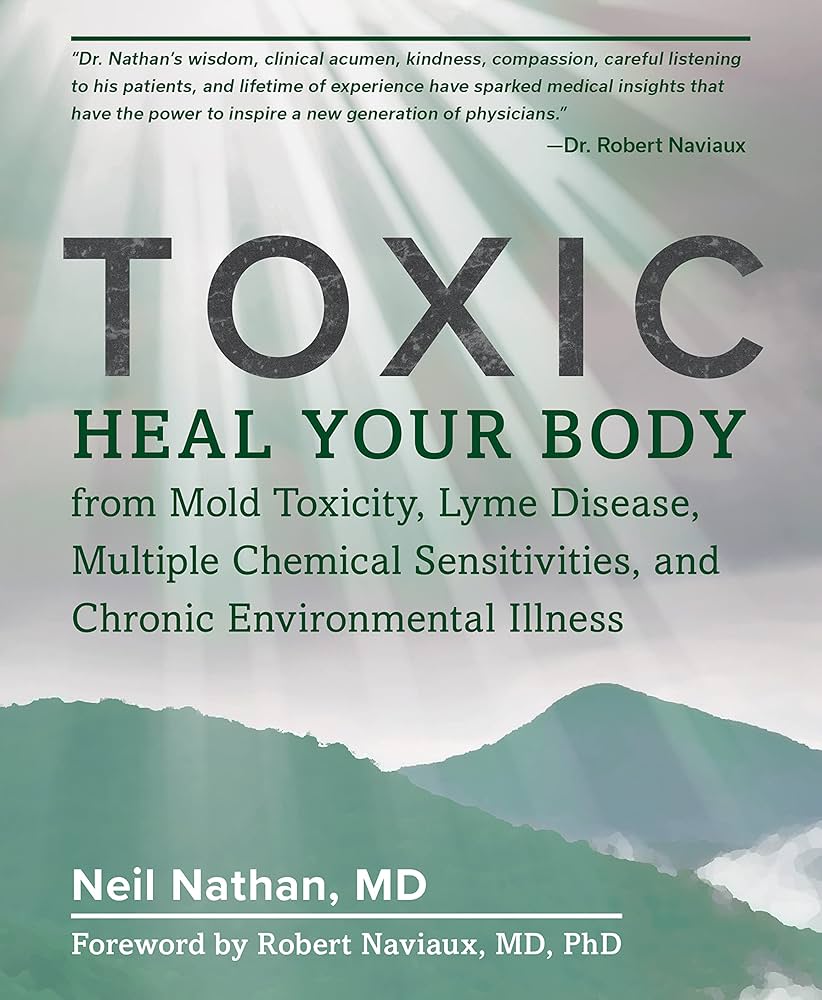 “Dr. Nathan’s wisdom, clinical acumen, kindness, compassion, careful listening
to his patients, and lifetime of experience have sparked medical insights that
have the power to inspire a new generation of physicians.”
—Dr. Robert Naviaux
TOXIC
HEAL YOUR BODY
from Mold Toxicity, Lyme Disease,
Multiple Chemical Sensitivities, and
Chronic Environmental Illness
Neil Nathan, MD
Foreword by Robert Naviaux, MD, PhD